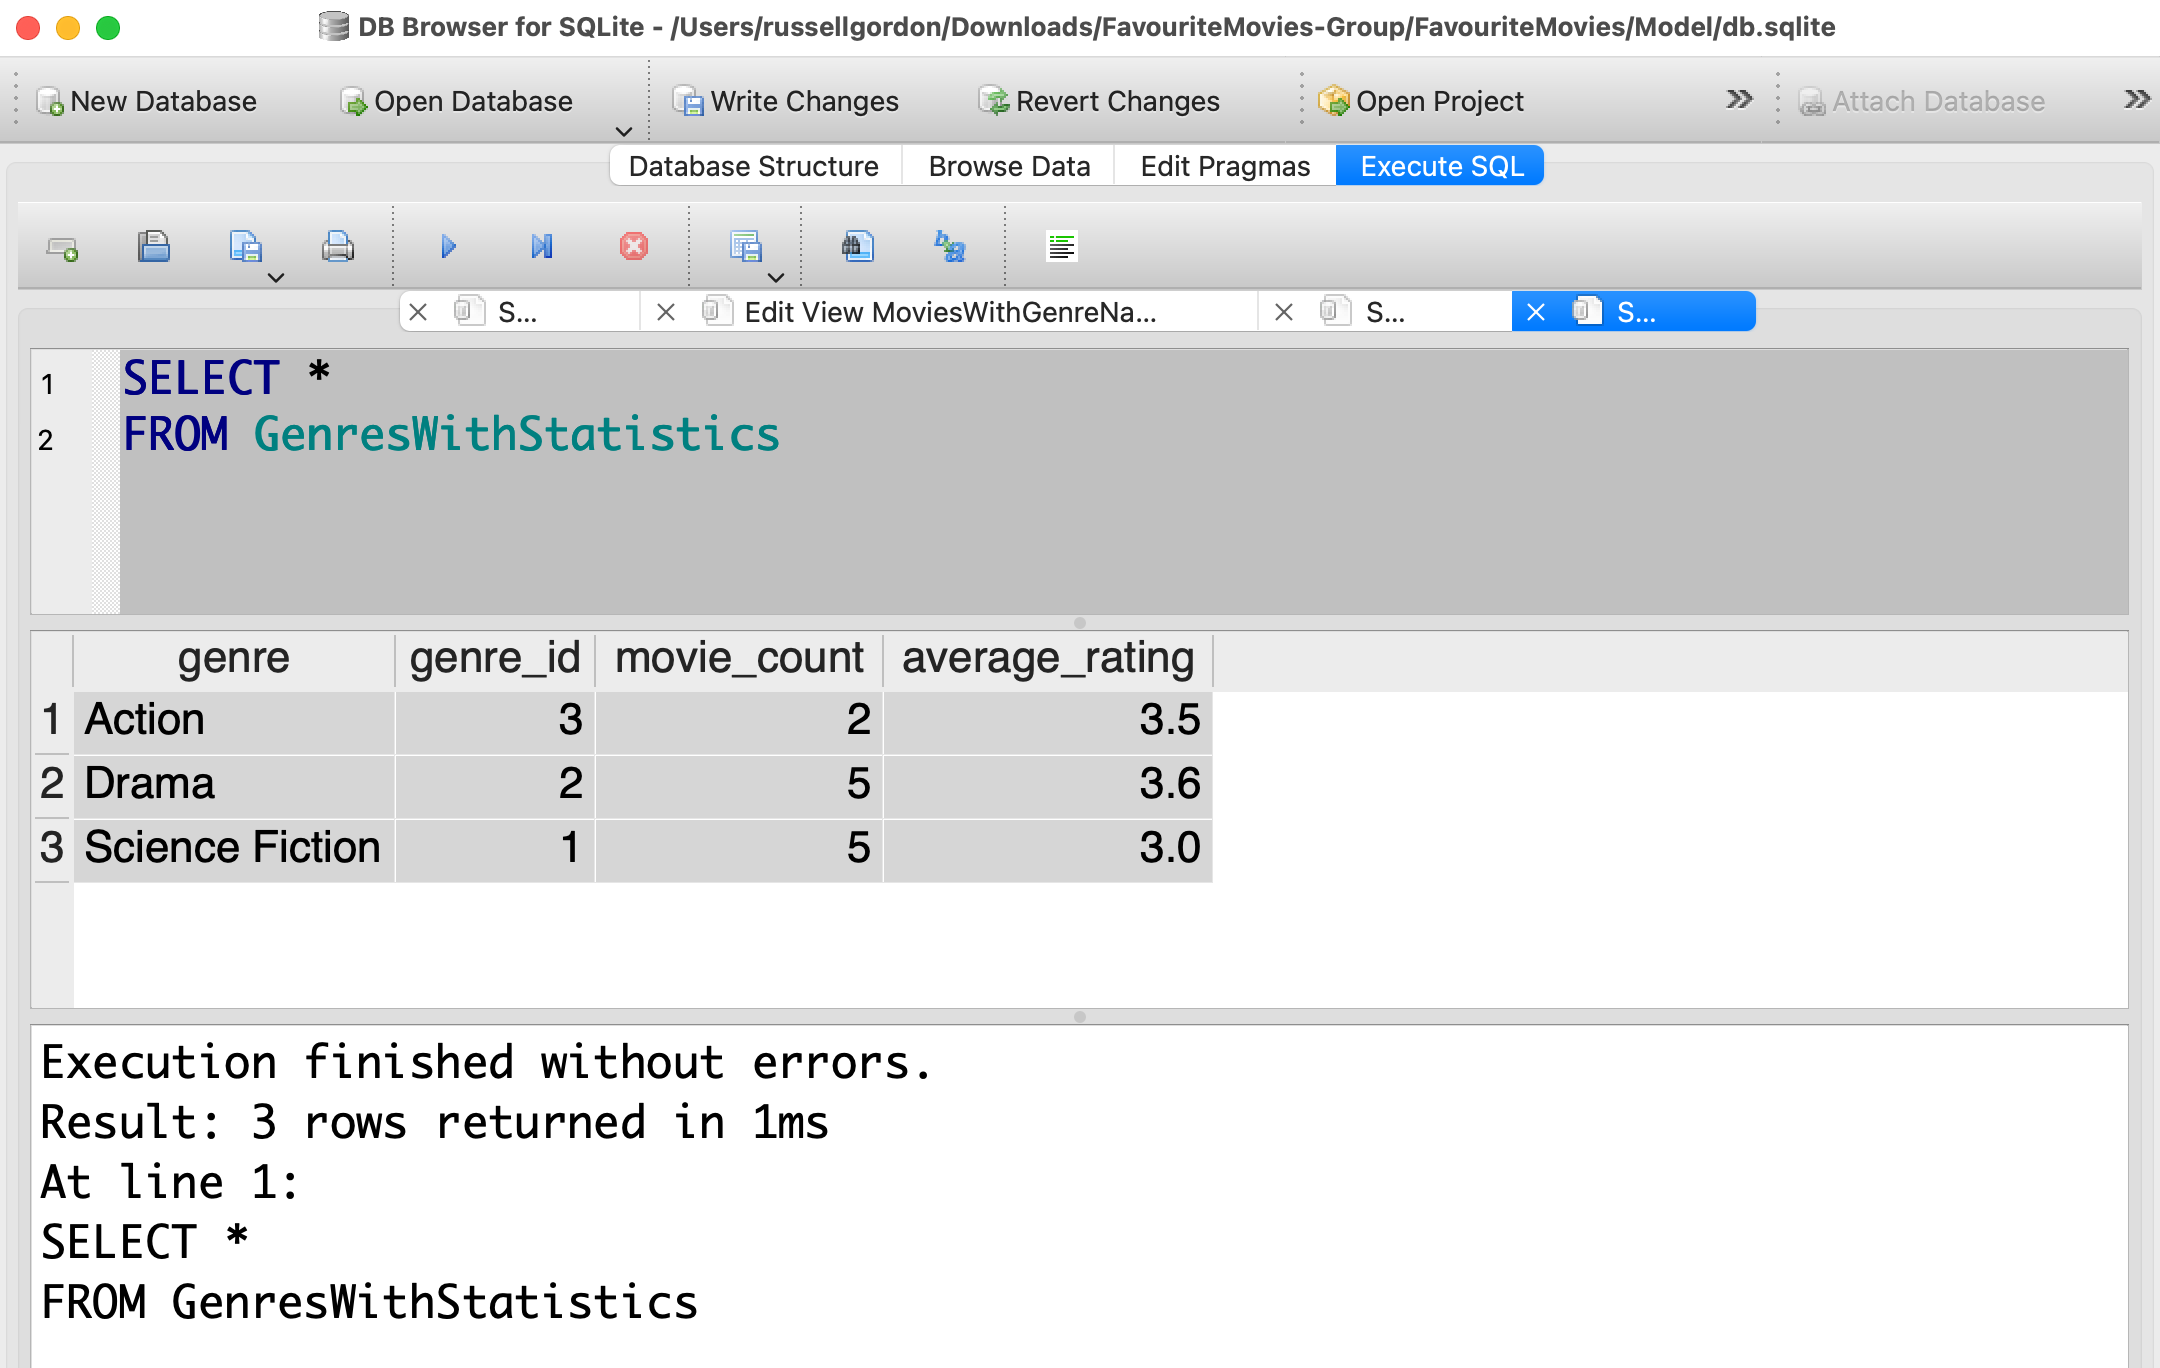 DB Browser for SQLite - /Users/russellgordon/Downloads/FavouriteMovies-Group/FavouriteMovies/Model/db.sqlite
New Database Open Database Write Changes Revert Changes Open Project Attach Database
Database Structure Browse Data Edit Pragmas Execute SQL
S... Edit View MoviesWithGenreNa... S... S...
1 SELECT *
2 FROM GenresWithStatistics
genre genre_id movie_count average_rating
1 Action 3 2 3.5
2 Drama 2 5 3.6
3 Science Fiction 1 5 3.0
Execution finished without errors.
Result: 3 rows returned in 1ms
At line 1:
SELECT *
FROM GenresWithStatistics